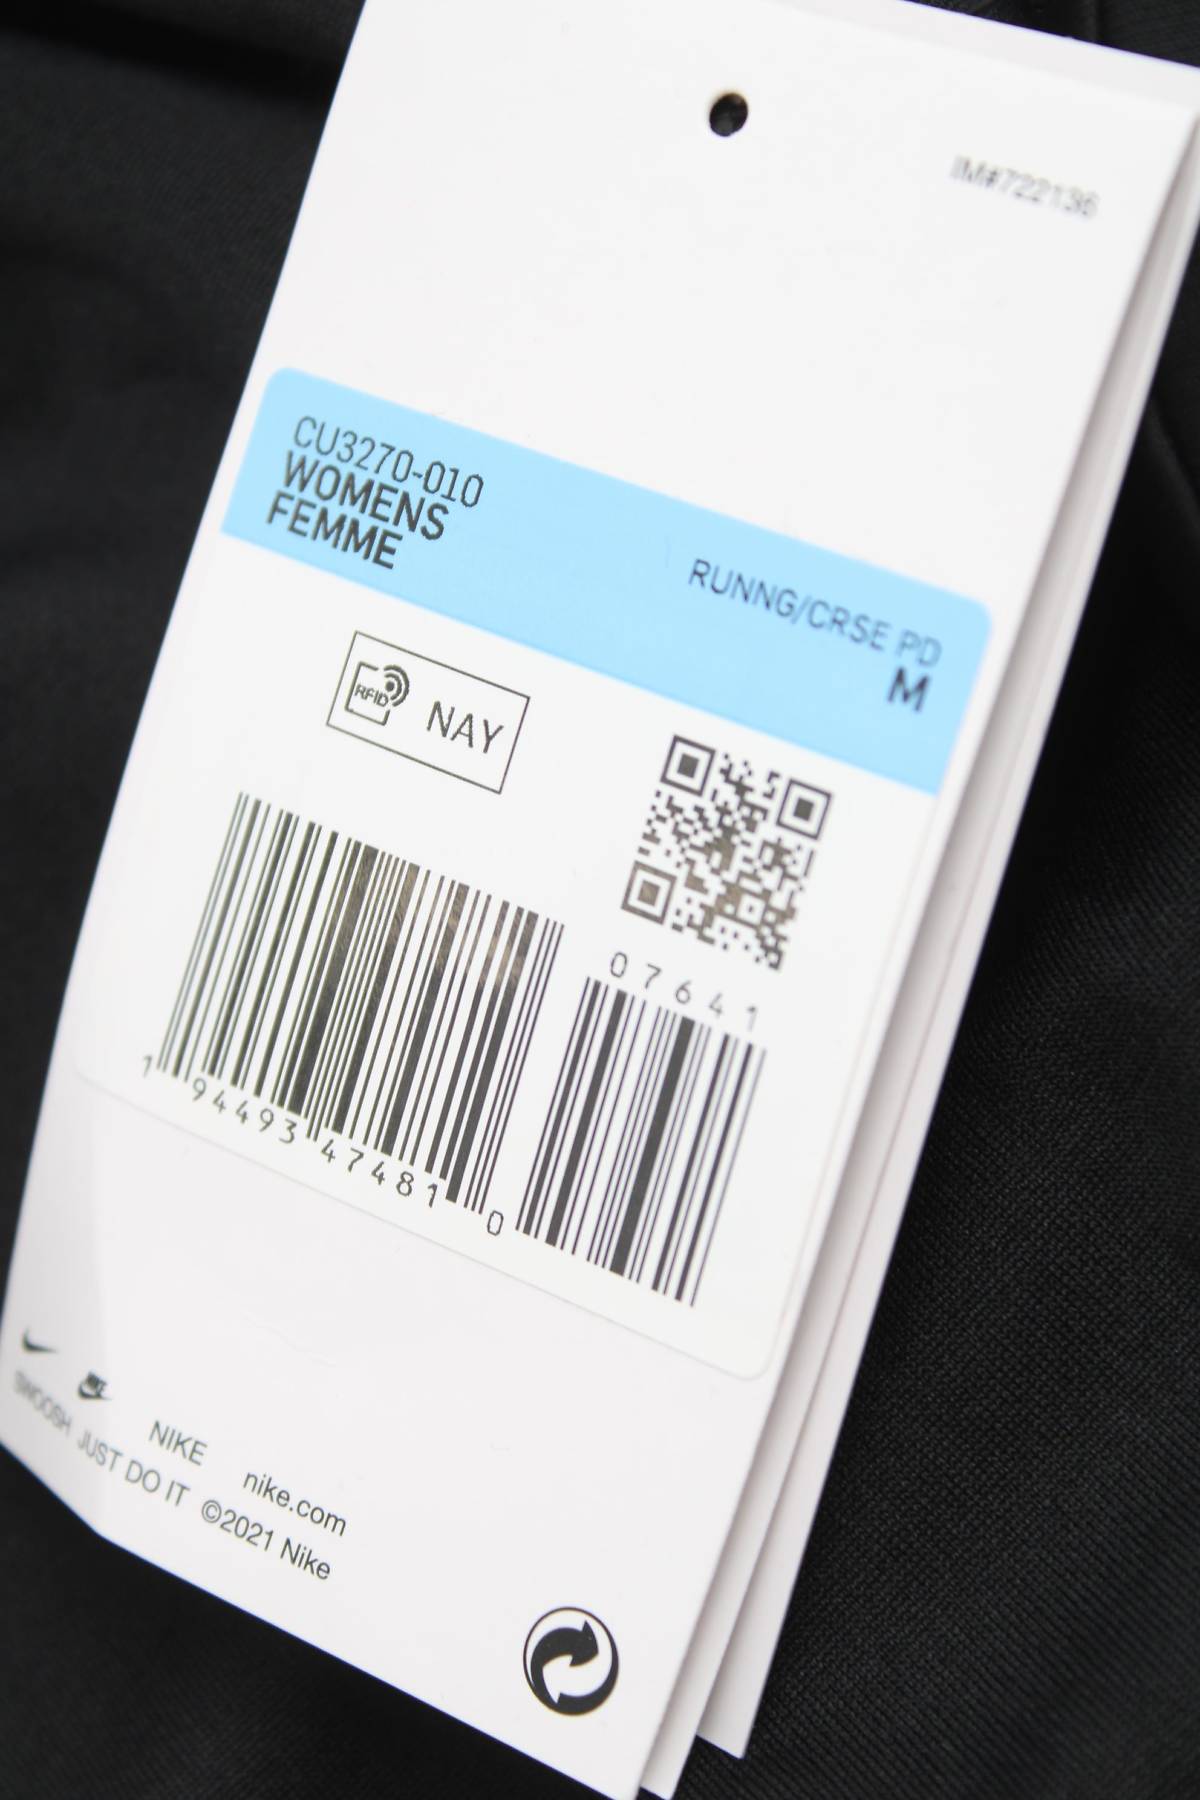 IM#722136
CU3270-010
WOMENS
FEMME
RUNNG/CRSE PD
M
RFID NAY
07641
1 94493 47481 0
NIKE nike.com
SWOOSH JUST DO IT ©2021 Nike